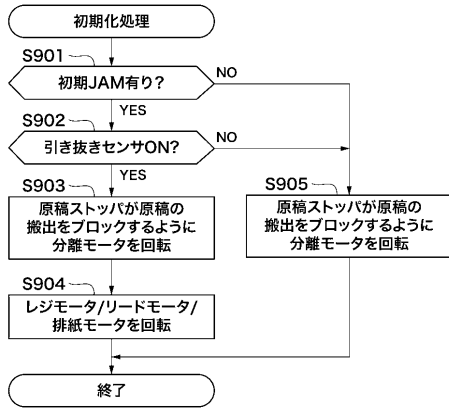 初期化処理
S901
初期JAM有り?
NO
YES
S902
引き抜きセンサON?
NO
YES
S903
原稿ストッパが原稿の
搬出をブロックするように
分離モータを回転
S905
原稿ストッパが原稿の
搬出をブロックするように
分離モータを回転
S904
レジモータ/リードモータ/
排紙モータを回転
終了